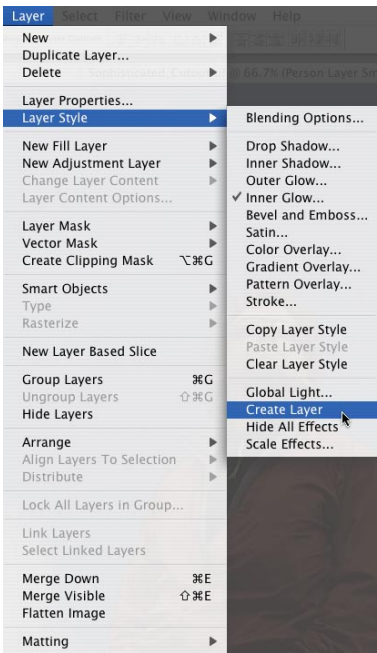 Layer Select Filter View Window Help
New
Duplicate Layer...
Delete
@ 66.7% (Person Layer Sm
Layer Properties...
Layer Style
New Fill Layer
New Adjustment Layer
Change Layer Content
Layer Content Options...
Layer Mask
Vector Mask
Create Clipping Mask ⌥⌘G
Smart Objects
Type
Rasterize
New Layer Based Slice
Group Layers ⌘G
Ungroup Layers ⇧⌘G
Hide Layers
Arrange
Align Layers To Selection
Distribute
Lock All Layers in Group...
Link Layers
Select Linked Layers
Merge Down ⌘E
Merge Visible ⇧⌘E
Flatten Image
Matting
Blending Options...
Drop Shadow...
Inner Shadow...
Outer Glow...
✓ Inner Glow...
Bevel and Emboss...
Satin...
Color Overlay...
Gradient Overlay...
Pattern Overlay...
Stroke...
Copy Layer Style
Paste Layer Style
Clear Layer Style
Global Light...
Create Layer
Hide All Effects
Scale Effects...